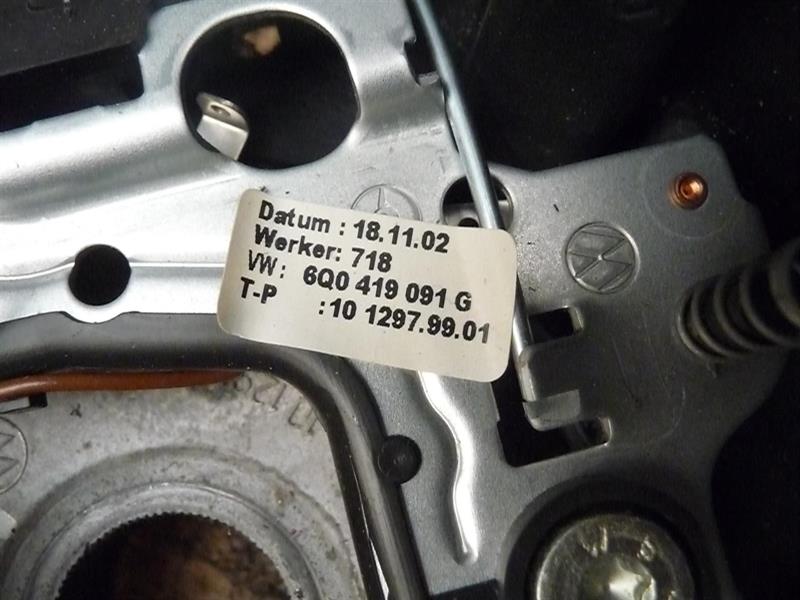 Datum : 18.11.02
Werker: 718
VW: 6Q0 419 091 G
T-P :10 1297.99.01